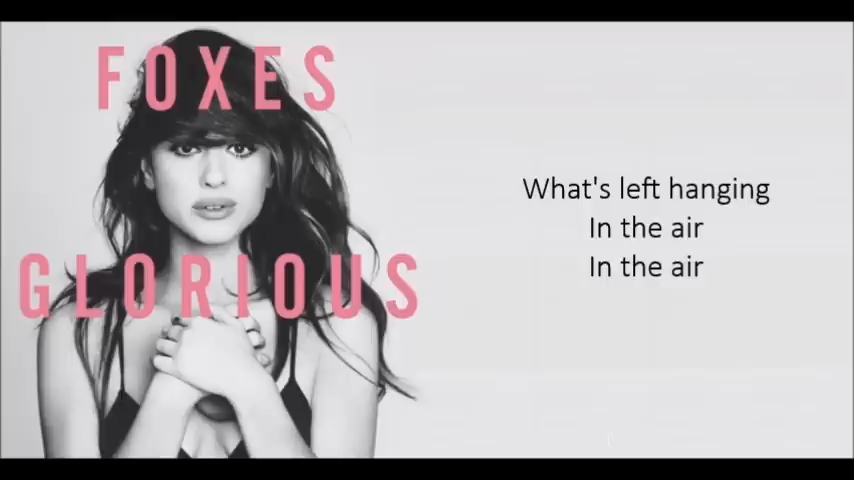 FOXES
GLORIOUS
What's left hanging
In the air
In the air